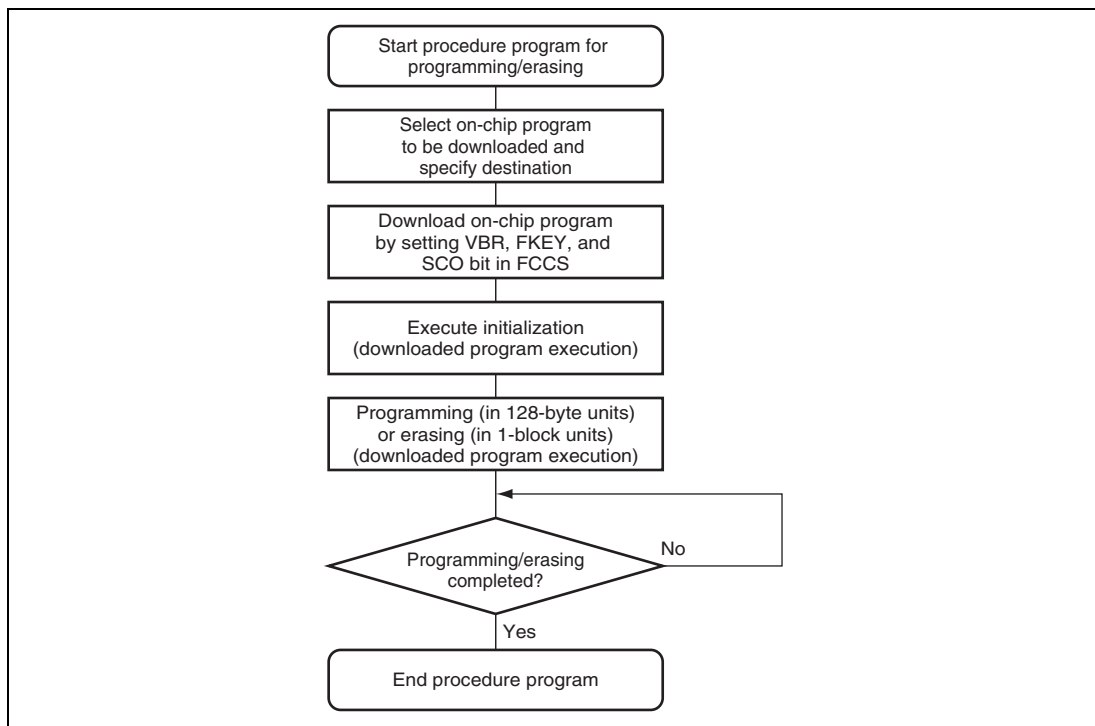 Start procedure program for
programming/erasing
Select on-chip program
to be downloaded and
specify destination
Download on-chip program
by setting VBR, FKEY, and
SCO bit in FCCS
Execute initialization
(downloaded program execution)
Programming (in 128-byte units)
or erasing (in 1-block units)
(downloaded program execution)
Programming/erasing
completed?
No
Yes
End procedure program